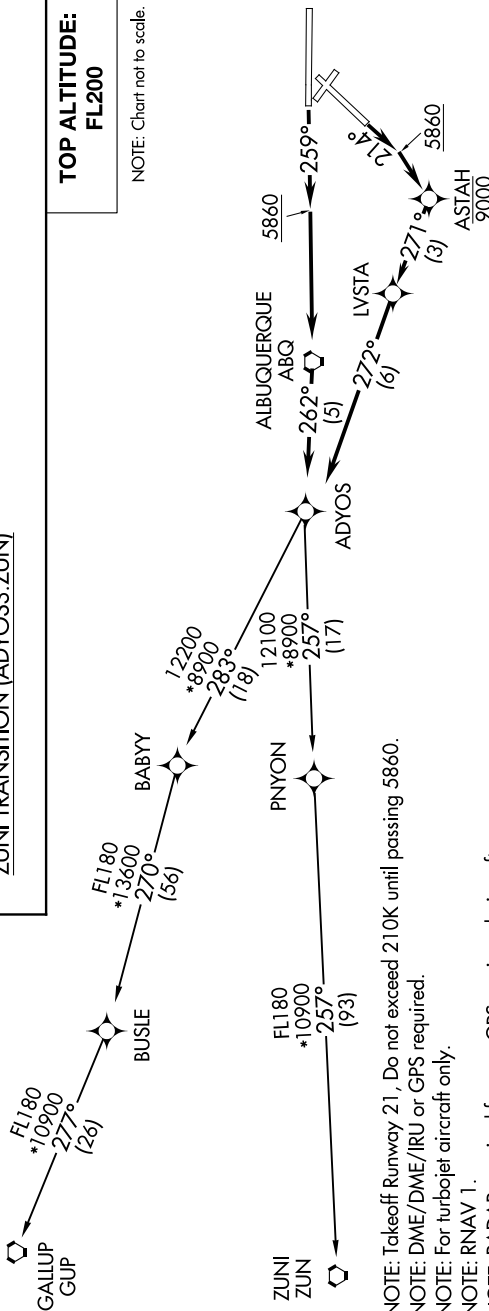 ZUNI TRANSITION (ADYOS3.ZUN)
TOP ALTITUDE:
FL200
NOTE: Chart not to scale.
259°
5860
214°
5860
ASTAH
9000
271°
(3)
LVSTA
272°
(6)
ALBUQUERQUE
ABQ
262°
(5)
ADYOS
12200
*8900
283°
(18)
12100
*8900
257°
(17)
BABYY
PNYON
FL180
*13600
270°
(56)
BUSLE
FL180
*10900
277°
(26)
GALLUP
GUP
FL180
*10900
257°
(93)
ZUNI
ZUN
NOTE: Takeoff Runway 21, Do not exceed 210K until passing 5860.
NOTE: DME/DME/IRU or GPS required.
NOTE: For turbojet aircraft only.
NOTE: RNAV 1.